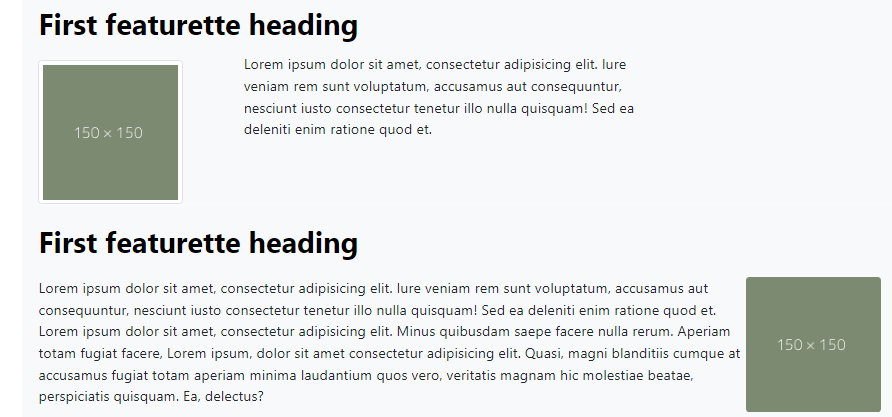 First featurette heading
Lorem ipsum dolor sit amet, consectetur adipisicing elit. Iure
veniam rem sunt voluptatum, accusamus aut consequuntur,
nesciunt iusto consectetur tenetur illo nulla quisquam! Sed ea
deleniti enim ratione quod et.
150 × 150
First featurette heading
Lorem ipsum dolor sit amet, consectetur adipisicing elit. Iure veniam rem sunt voluptatum, accusamus aut
consequuntur, nesciunt iusto consectetur tenetur illo nulla quisquam! Sed ea deleniti enim ratione quod et.
Lorem ipsum dolor sit amet, consectetur adipisicing elit. Minus quibusdam saepe facere nulla rerum. Aperiam
totam fugiat facere, Lorem ipsum, dolor sit amet consectetur adipisicing elit. Quasi, magni blanditiis cumque at
accusamus fugiat totam aperiam minima laudantium quos vero, veritatis magnam hic molestiae beatae,
perspiciatis quisquam. Ea, delectus?
150 × 150